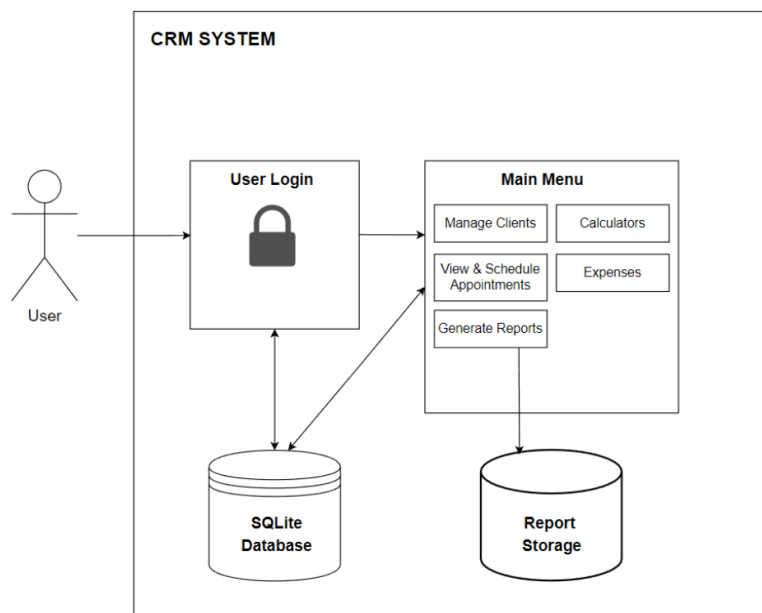 CRM SYSTEM
User Login
Main Menu
Manage Clients
Calculators
View & Schedule
Appointments
Expenses
Generate Reports
User
SQLite
Database
Report
Storage